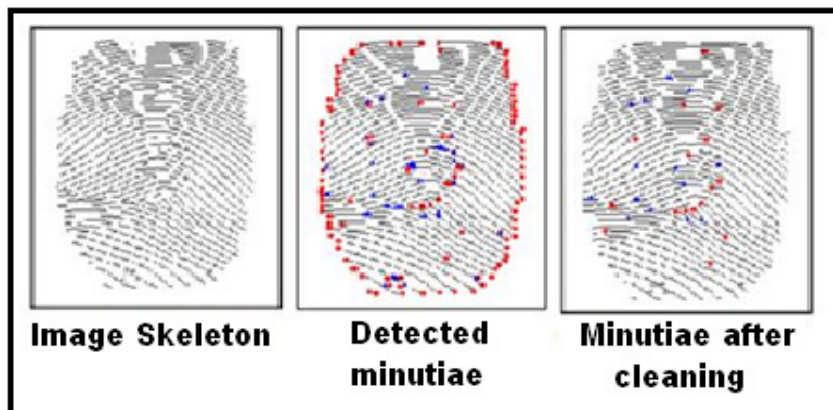 Image Skeleton
Detected
minutiae
Minutiae after
cleaning